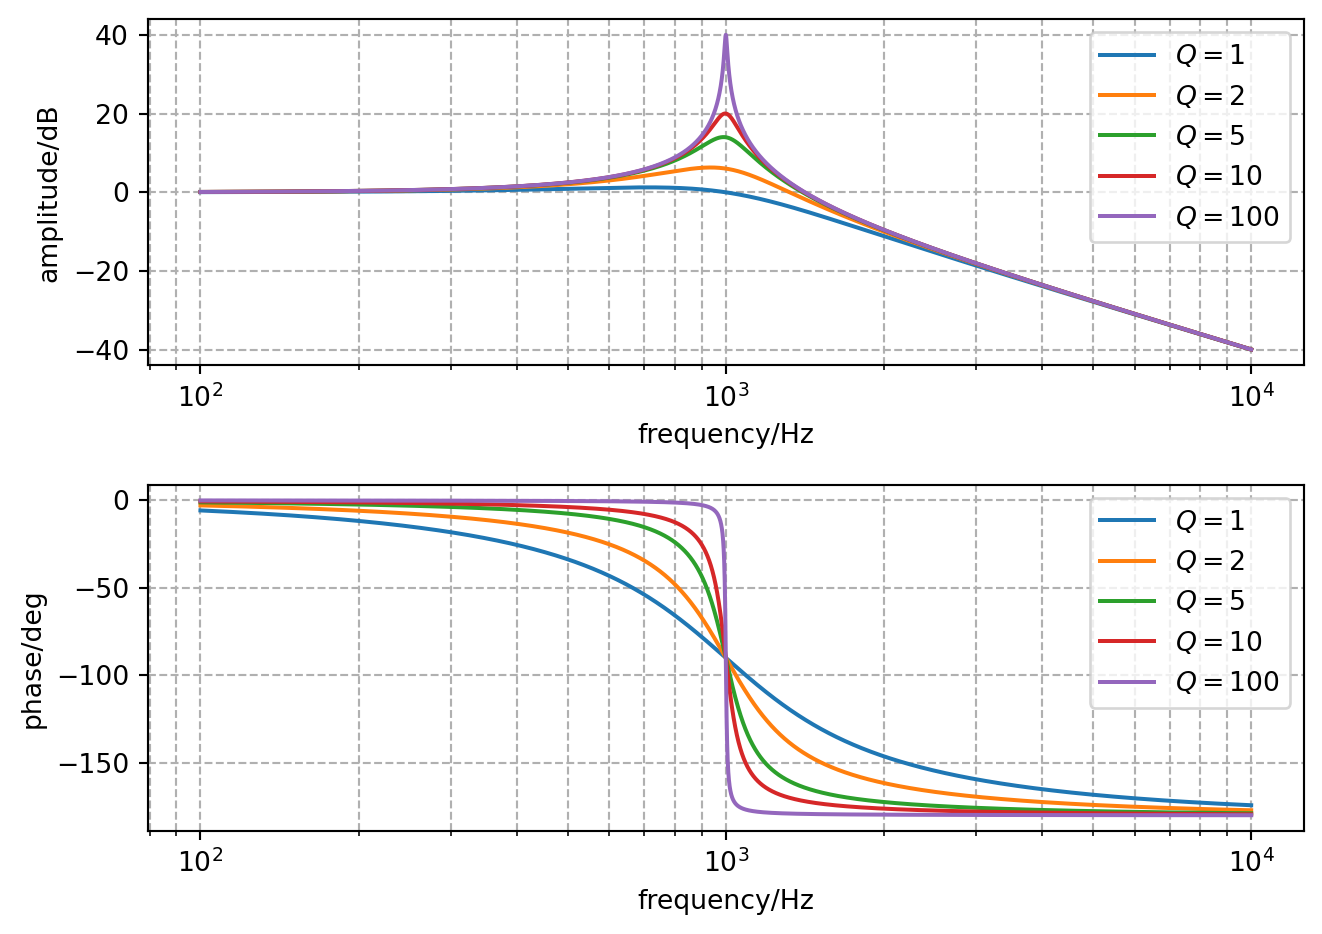 40
20
0
−20
−40
amplitude/dB
10²
10³
10⁴
frequency/Hz
Q = 1
Q = 2
Q = 5
Q = 10
Q = 100
0
−50
−100
−150
phase/deg
10²
10³
10⁴
frequency/Hz
Q = 1
Q = 2
Q = 5
Q = 10
Q = 100